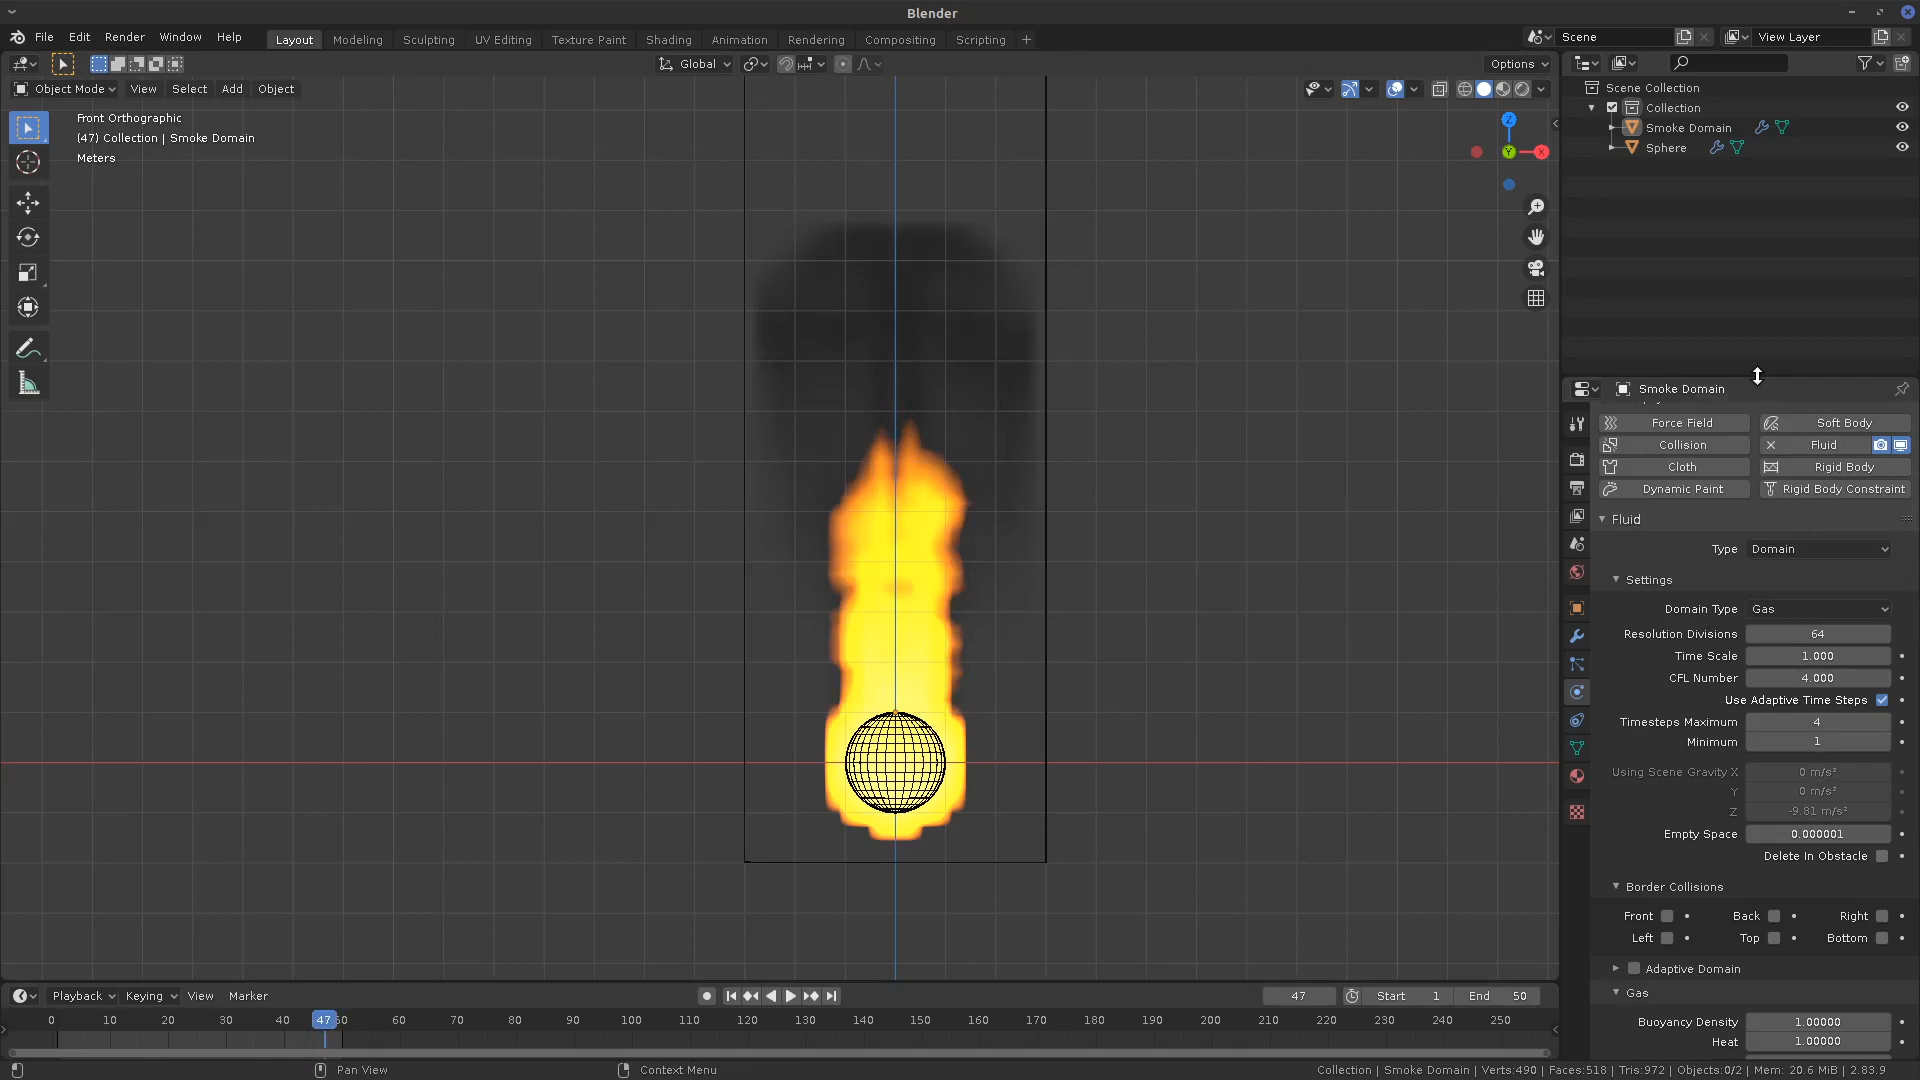 Blender
File Edit Render Window Help Layout Modeling Sculpting UV Editing Texture Paint Shading Animation Rendering Compositing Scripting + Scene View Layer
Global Options
Object Mode View Select Add Object
Front Orthographic
(47) Collection | Smoke Domain
Meters
Z
Y X
Scene Collection
Collection
Smoke Domain
Sphere
Smoke Domain
Force Field Soft Body
Collision Fluid
Cloth Rigid Body
Dynamic Paint Rigid Body Constraint
Fluid
Type Domain
Settings
Domain Type Gas
Resolution Divisions 64
Time Scale 1.000
CFL Number 4.000
Use Adaptive Time Steps
Timesteps Maximum 4
Minimum 1
Using Scene Gravity X 0 m/s²
Y 0 m/s²
Z -9.81 m/s²
Empty Space 0.000001
Delete In Obstacle
Border Collisions
Front Back Right
Left Top Bottom
Adaptive Domain
Gas
Buoyancy Density 1.00000
Heat 1.00000
Playback Keying View Marker 47 Start 1 End 50
0 10 20 30 40 47 60 70 80 90 100 110 120 130 140 150 160 170 180 190 200 210 220 230 240 250
Pan View Context Menu Collection | Smoke Domain | Verts:490 | Faces:518 | Tris:972 | Objects:0/2 | Mem: 20.6 MiB | 2.83.9